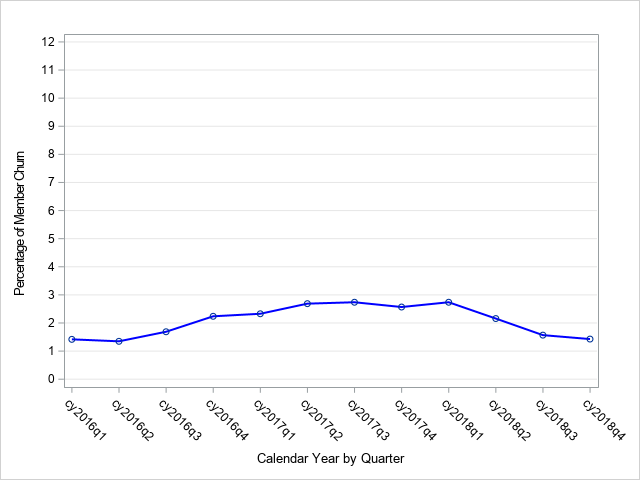 12
11
10
9
8
7
6
5
4
3
2
1
0
Percentage of Member Churn
cy2016q1
cy2016q2
cy2016q3
cy2016q4
cy2017q1
cy2017q2
cy2017q3
cy2017q4
cy2018q1
cy2018q2
cy2018q3
cy2018q4
Calendar Year by Quarter